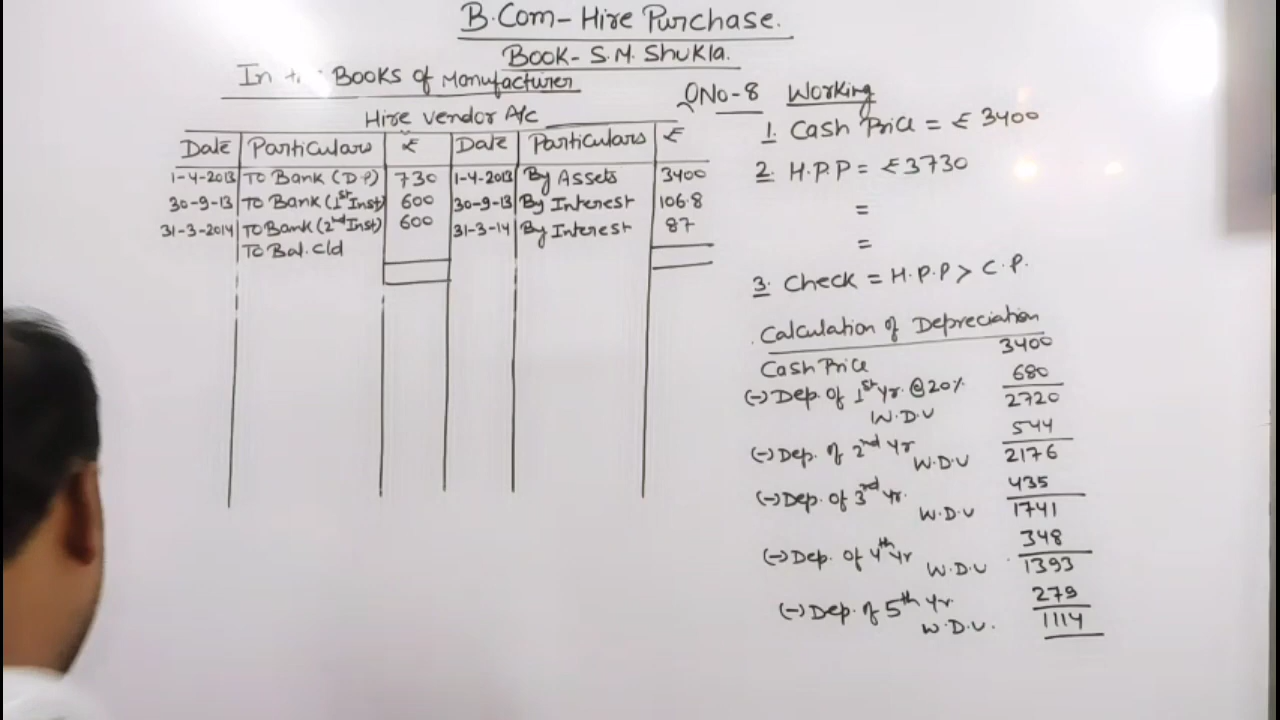 B.Com- Hire Purchase.
Book- S.M. Shukla.
In Books of Manufacturer
QNo-8
Hire vendor A/c
Date Particulars ₹ Date Particulars ₹
1-4-2013 To Bank (D.P) 730 1-4-2013 By Assets 3400
30-9-13 To Bank (1st Inst) 600 30-9-13 By Interest 106.8
31-3-2014 To Bank (2nd Inst) 600 31-3-14 By Interest 87
To Bal. c/d
Working
1. Cash Price = ₹ 3400
2. H.P.P = ₹ 3730
=
=
3. Check = H.P.P > C.P.
Calculation of Depreciation
Cash Price 3400
(-) Dep. of 1st Yr. @20% 680
W.D.V 2720
(-) Dep. of 2nd Yr 544
W.D.V 2176
(-) Dep. of 3rd Yr. 435
W.D.V 1741
(-) Dep. of 4th Yr 348
W.D.V 1393
(-) Dep. of 5th Yr. 279
W.D.V. 1114